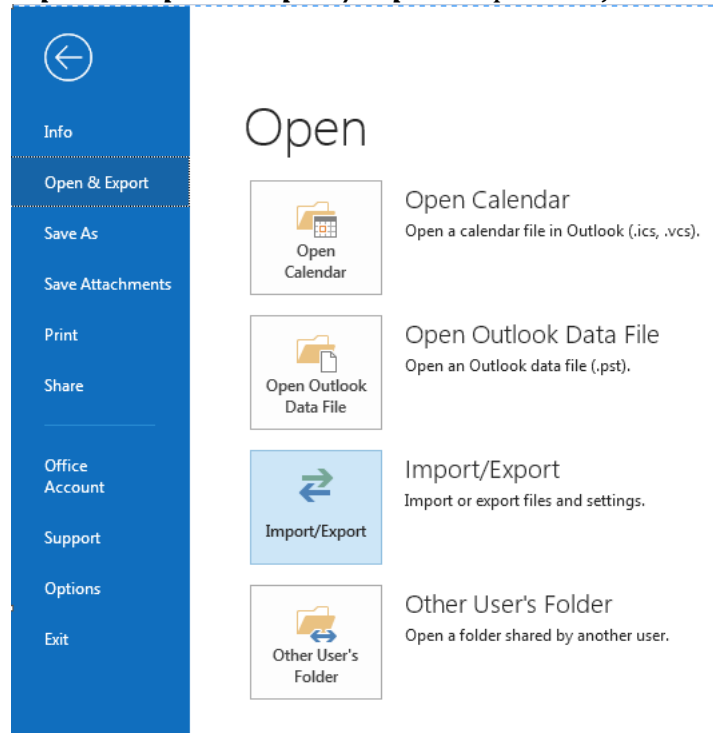 Info
Open & Export
Save As
Save Attachments
Print
Share
Office
Account
Support
Options
Exit
Open
Open
Calendar
Open Calendar
Open a calendar file in Outlook (.ics, .vcs).
Open Outlook
Data File
Open Outlook Data File
Open an Outlook data file (.pst).
Import/Export
Import/Export
Import or export files and settings.
Other User's
Folder
Other User's Folder
Open a folder shared by another user.